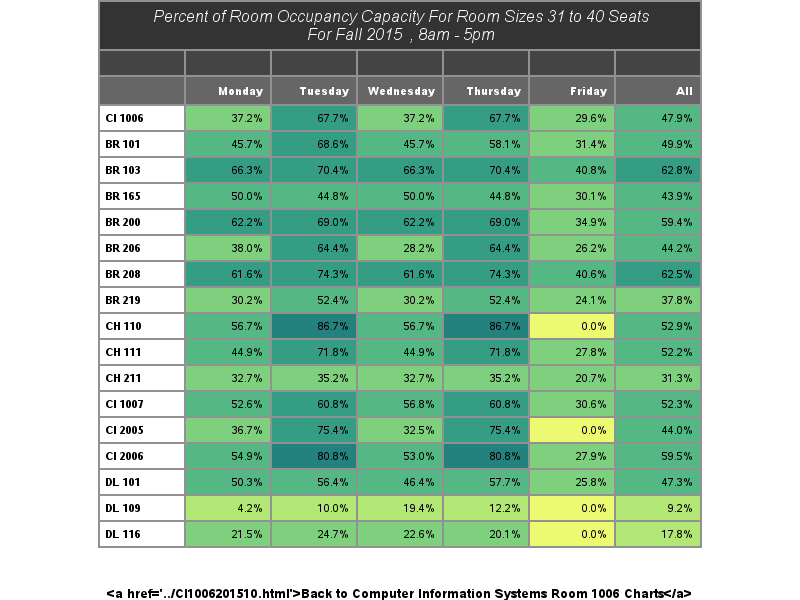 Percent of Room Occupancy Capacity For Room Sizes 31 to 40 Seats
For Fall 2015 , 8am - 5pm
Monday Tuesday Wednesday Thursday Friday All
CI 1006 37.2% 67.7% 37.2% 67.7% 29.6% 47.9%
BR 101 45.7% 68.6% 45.7% 58.1% 31.4% 49.9%
BR 103 66.3% 70.4% 66.3% 70.4% 40.8% 62.8%
BR 165 50.0% 44.8% 50.0% 44.8% 30.1% 43.9%
BR 200 62.2% 69.0% 62.2% 69.0% 34.9% 59.4%
BR 206 38.0% 64.4% 28.2% 64.4% 26.2% 44.2%
BR 208 61.6% 74.3% 61.6% 74.3% 40.6% 62.5%
BR 219 30.2% 52.4% 30.2% 52.4% 24.1% 37.8%
CH 110 56.7% 86.7% 56.7% 86.7% 0.0% 52.9%
CH 111 44.9% 71.8% 44.9% 71.8% 27.8% 52.2%
CH 211 32.7% 35.2% 32.7% 35.2% 20.7% 31.3%
CI 1007 52.6% 60.8% 56.8% 60.8% 30.6% 52.3%
CI 2005 36.7% 75.4% 32.5% 75.4% 0.0% 44.0%
CI 2006 54.9% 80.8% 53.0% 80.8% 27.9% 59.5%
DL 101 50.3% 56.4% 46.4% 57.7% 25.8% 47.3%
DL 109 4.2% 10.0% 19.4% 12.2% 0.0% 9.2%
DL 116 21.5% 24.7% 22.6% 20.1% 0.0% 17.8%
<a href='../CI1006201510.html'>Back to Computer Information Systems Room 1006 Charts</a>